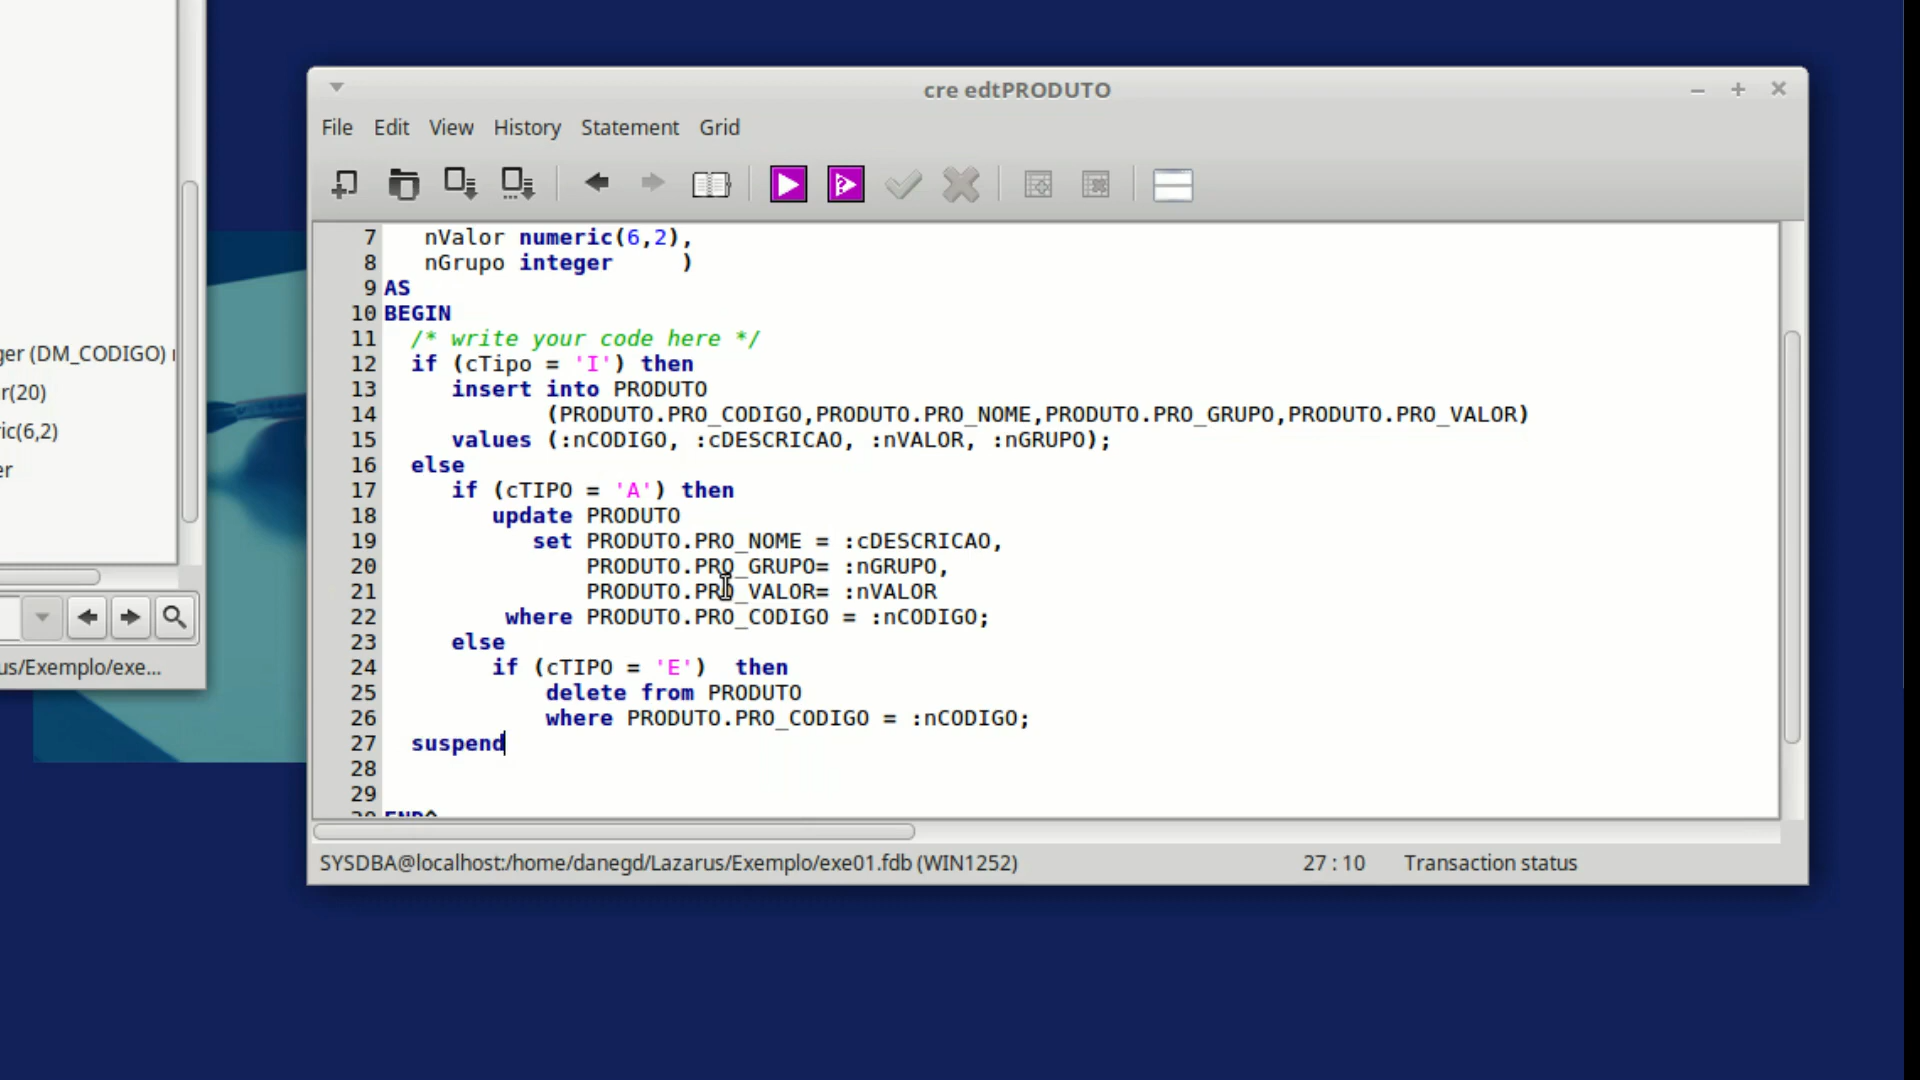 cre edtPRODUTO
File Edit View History Statement Grid
7 nValor numeric(6,2),
8 nGrupo integer )
9 AS
10 BEGIN
11 /* write your code here */
12 if (cTipo = 'I') then
13 insert into PRODUTO
14 (PRODUTO.PRO_CODIGO,PRODUTO.PRO_NOME,PRODUTO.PRO_GRUPO,PRODUTO.PRO_VALOR)
15 values (:nCODIGO, :cDESCRICAO, :nVALOR, :nGRUPO);
16 else
17 if (cTIPO = 'A') then
18 update PRODUTO
19 set PRODUTO.PRO_NOME = :cDESCRICAO,
20 PRODUTO.PRO_GRUPO= :nGRUPO,
21 PRODUTO.PRO_VALOR= :nVALOR
22 where PRODUTO.PRO_CODIGO = :nCODIGO;
23 else
24 if (cTIPO = 'E') then
25 delete from PRODUTO
26 where PRODUTO.PRO_CODIGO = :nCODIGO;
27 suspend
28
29
30 END^
SYSDBA@localhost:/home/danegd/Lazarus/Exemplo/exe01.fdb (WIN1252) 27 : 10 Transaction status
ger (DM_CODIGO)
r(20)
ric(6,2)
er
us/Exemplo/exe...